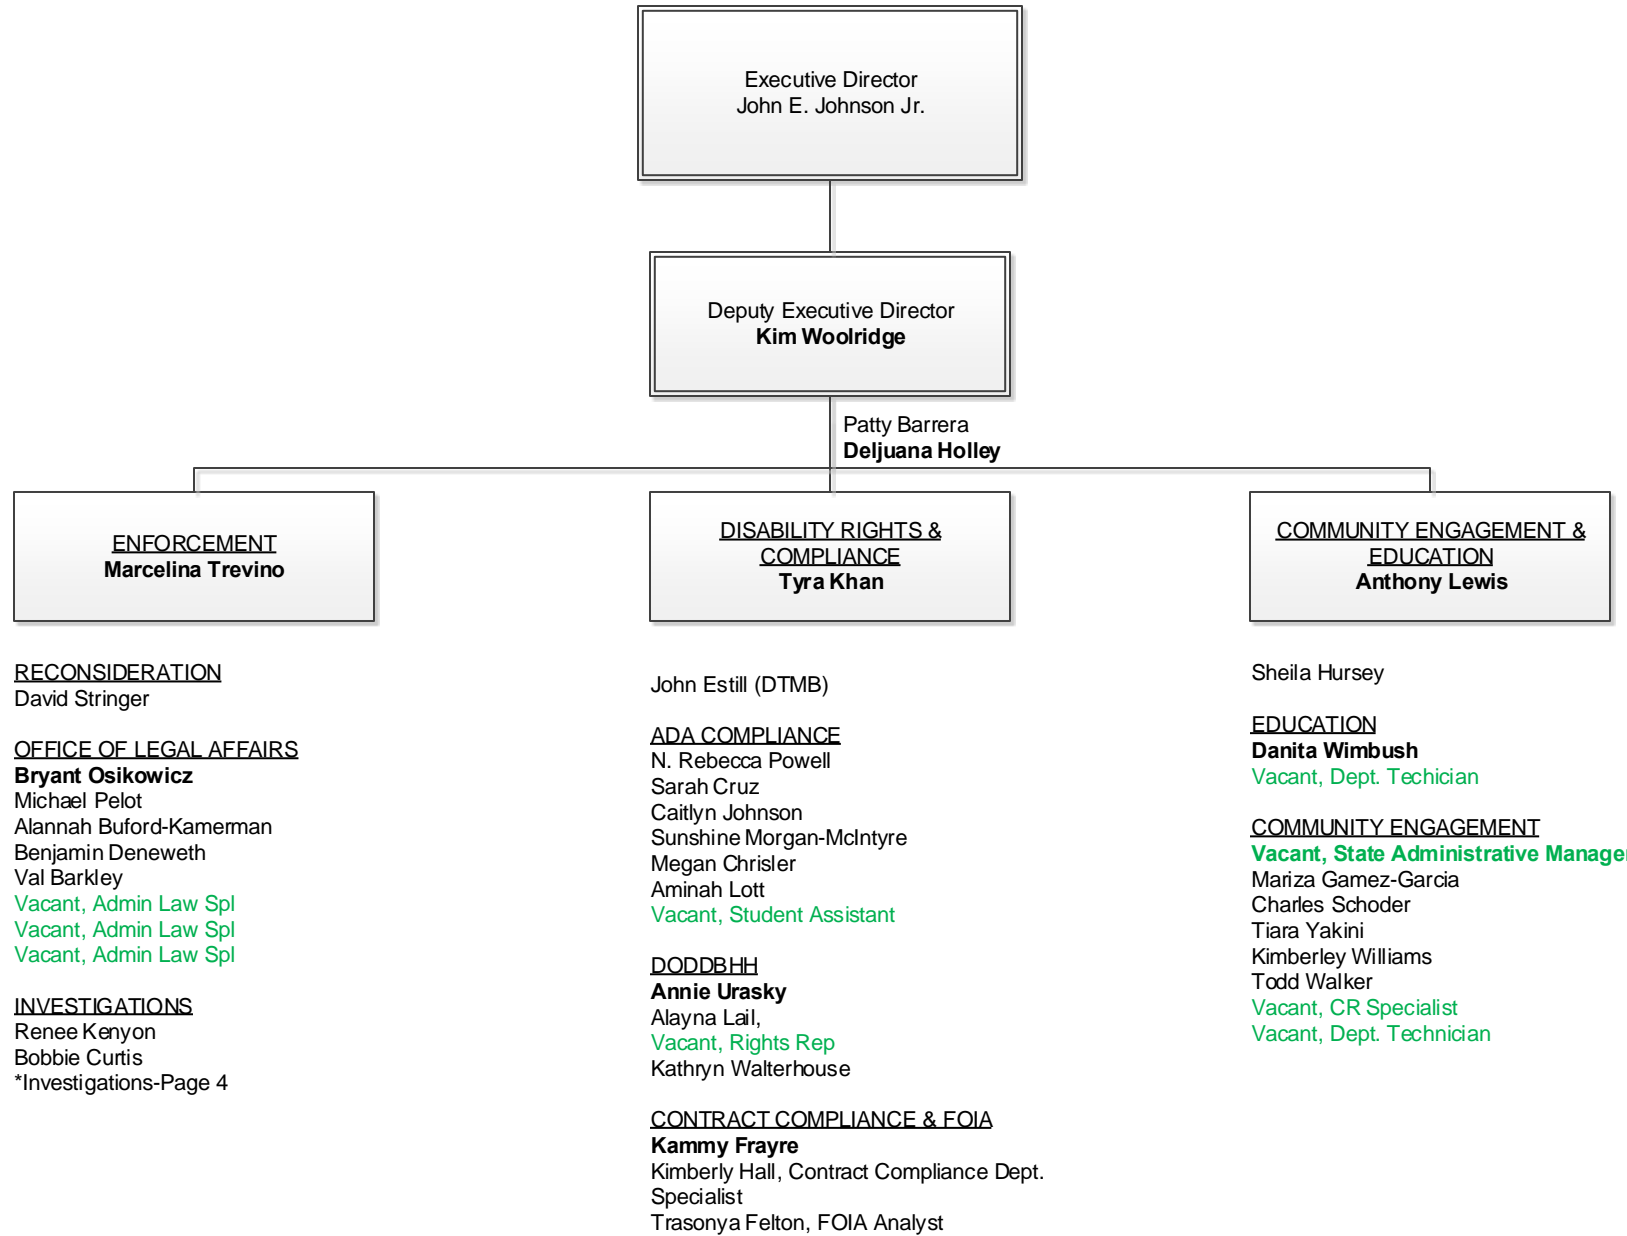 Executive Director
John E. Johnson Jr.
Deputy Executive Director
Kim Woolridge
Patty Barrera
Deljuana Holley
ENFORCEMENT
Marcelina Trevino
RECONSIDERATION
David Stringer
OFFICE OF LEGAL AFFAIRS
Bryant Osikowicz
Michael Pelot
Alannah Buford-Kamerman
Benjamin Deneweth
Val Barkley
Vacant, Admin Law Spl
Vacant, Admin Law Spl
Vacant, Admin Law Spl
INVESTIGATIONS
Renee Kenyon
Bobbie Curtis
*Investigations-Page 4
DISABILITY RIGHTS &
COMPLIANCE
Tyra Khan
John Estill (DTMB)
ADA COMPLIANCE
N. Rebecca Powell
Sarah Cruz
Caitlyn Johnson
Sunshine Morgan-McIntyre
Megan Chrisler
Aminah Lott
Vacant, Student Assistant
DODDBHH
Annie Urasky
Alayna Lail,
Vacant, Rights Rep
Kathryn Walterhouse
CONTRACT COMPLIANCE & FOIA
Kammy Frayre
Kimberly Hall, Contract Compliance Dept.
Specialist
Trasonya Felton, FOIA Analyst
COMMUNITY ENGAGEMENT &
EDUCATION
Anthony Lewis
Sheila Hursey
EDUCATION
Danita Wimbush
Vacant, Dept. Techician
COMMUNITY ENGAGEMENT
Vacant, State Administrative Manager
Mariza Gamez-Garcia
Charles Schoder
Tiara Yakini
Kimberley Williams
Todd Walker
Vacant, CR Specialist
Vacant, Dept. Technician